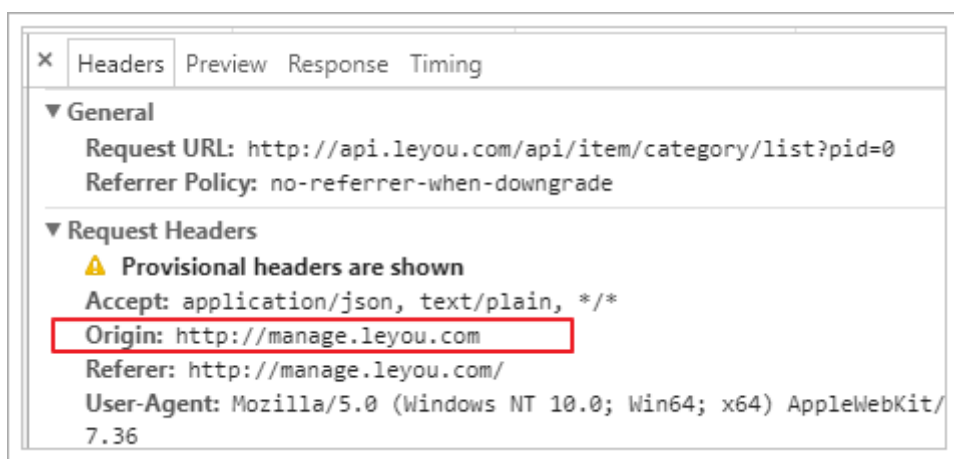 × Headers Preview Response Timing
▼ General
Request URL: http://api.leyou.com/api/item/category/list?pid=0
Referrer Policy: no-referrer-when-downgrade
▼ Request Headers
⚠ Provisional headers are shown
Accept: application/json, text/plain, */*
Origin: http://manage.leyou.com
Referer: http://manage.leyou.com/
User-Agent: Mozilla/5.0 (Windows NT 10.0; Win64; x64) AppleWebKit/
7.36